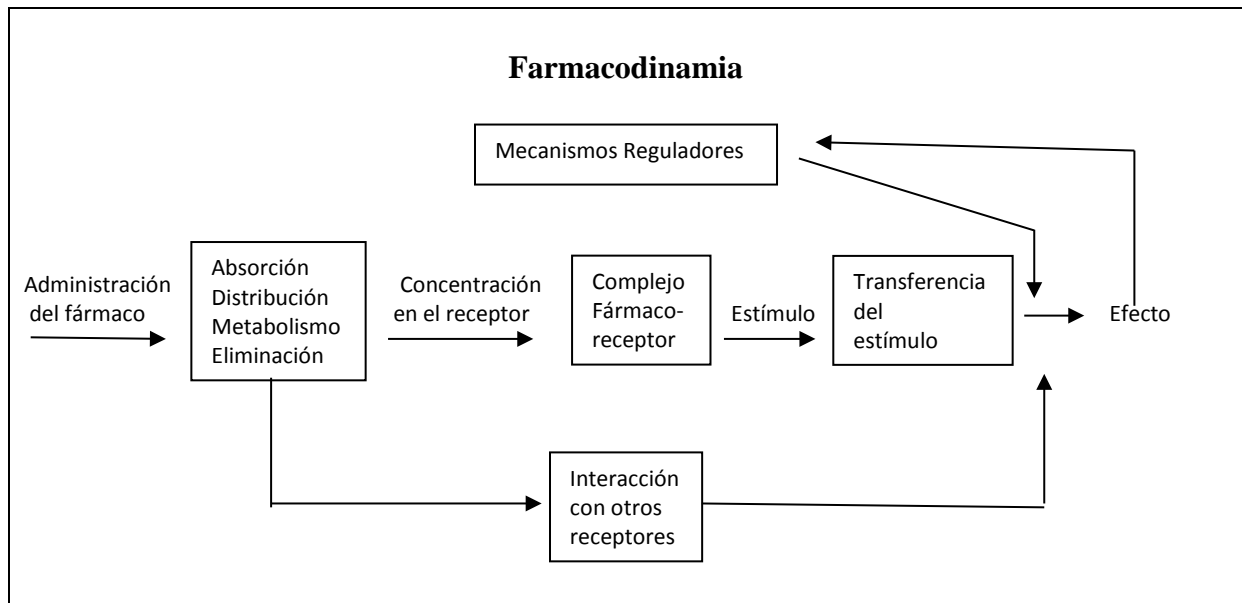 Farmacodinamia
Mecanismos Reguladores
Administración
del fármaco
Absorción
Distribución
Metabolismo
Eliminación
Concentración
en el receptor
Complejo
Fármaco-
receptor
Estímulo
Transferencia
del
estímulo
Efecto
Interacción
con otros
receptores